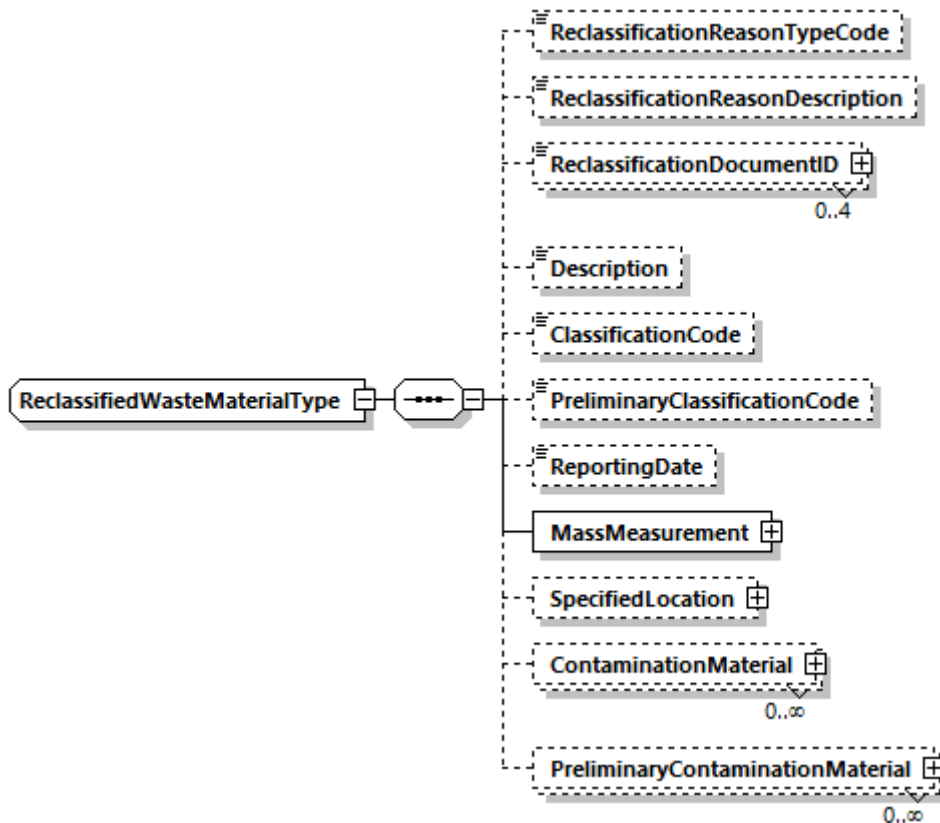 ReclassificationReasonTypeCode
ReclassificationReasonDescription
ReclassificationDocumentID
0..4
Description
ClassificationCode
ReclassifiedWasteMaterialType
PreliminaryClassificationCode
ReportingDate
MassMeasurement
SpecifiedLocation
ContaminationMaterial
0..∞
PreliminaryContaminationMaterial
0..∞